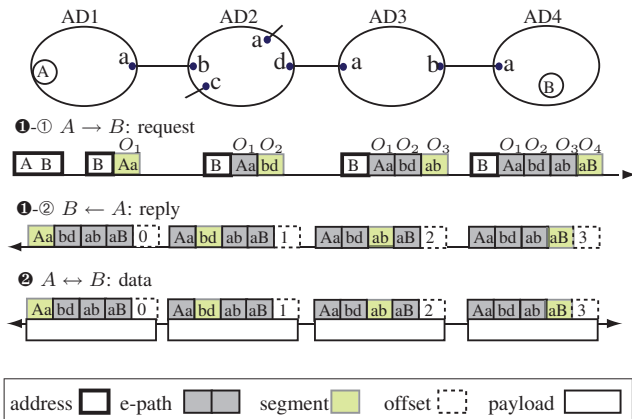 AD1 AD2 AD3 AD4
A a b a c d a b a B
❶-① A → B: request
O1 O1 O2 O1 O2 O3 O1 O2 O3 O4
A B B Aa B Aa bd B Aa bd ab B Aa bd ab aB
❶-② B ← A: reply
Aa bd ab aB 0 Aa bd ab aB 1 Aa bd ab aB 2 Aa bd ab aB 3
❷ A ↔ B: data
Aa bd ab aB 0 Aa bd ab aB 1 Aa bd ab aB 2 Aa bd ab aB 3
address e-path segment offset payload